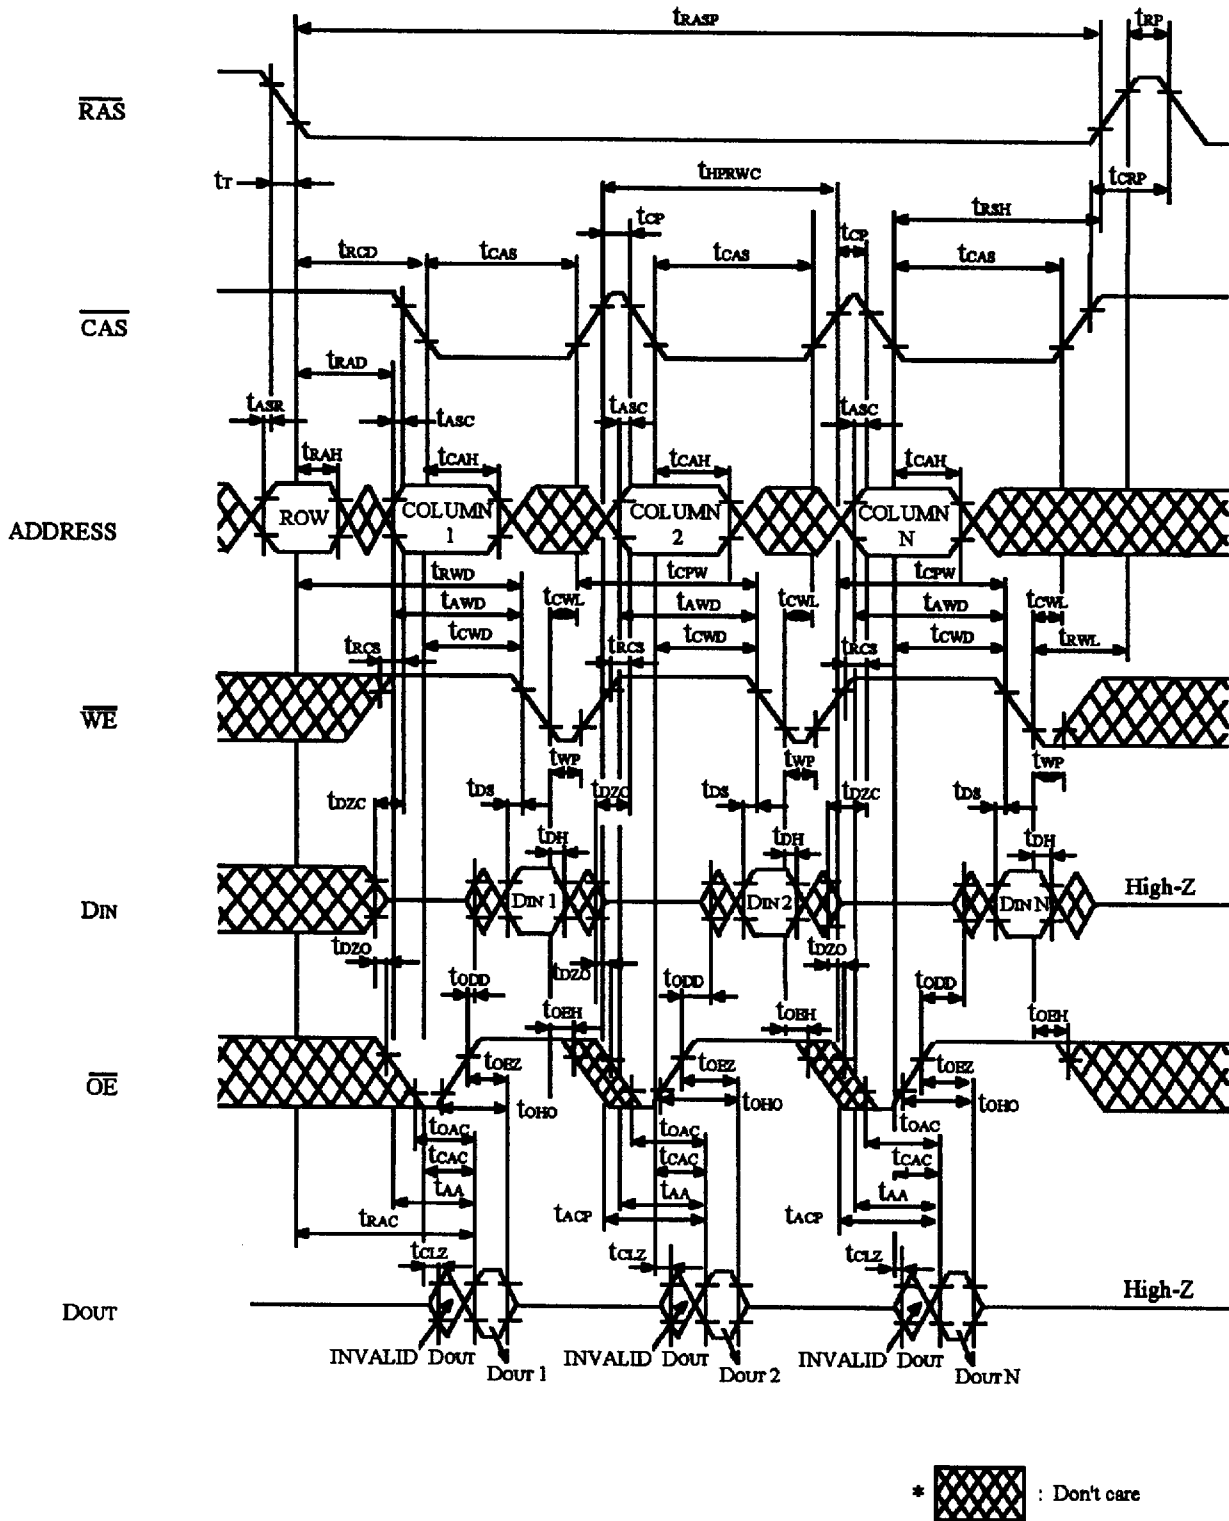 tRASP tRP
RAS
tT tHPRWC tCRP
tRSH
tCP tCP
tRCD tCAS tCAS tCAS
CAS
tRAD
tASR tASC tASC tASC
tRAH tCAH tCAH tCAH
ADDRESS ROW COLUMN 1 COLUMN 2 COLUMN N
tRWD tCPW tCPW
tAWD tCWL tAWD tCWL tAWD tCWL
tCWD tCWD tCWD
tRCS tRCS tRCS tRWL
WE
tWP tWP tWP
tDZC tDS tDZC tDS tDZC tDS
tDH tDH tDH
DIN DIN 1 DIN 2 DIN N High-Z
tDZO tDZO tDZO
tODD tODD tODD
tOEH tOEH tOEH
OE tOEZ tOEZ tOEZ
tOHO tOHO tOHO
tOAC tOAC tOAC
tCAC tCAC tCAC
tAA tAA tAA
tRAC tACP tACP
tCLZ tCLZ tCLZ
DOUT High-Z
INVALID DOUT INVALID DOUT INVALID DOUT
DOUT 1 DOUT 2 DOUT N
* : Don't care